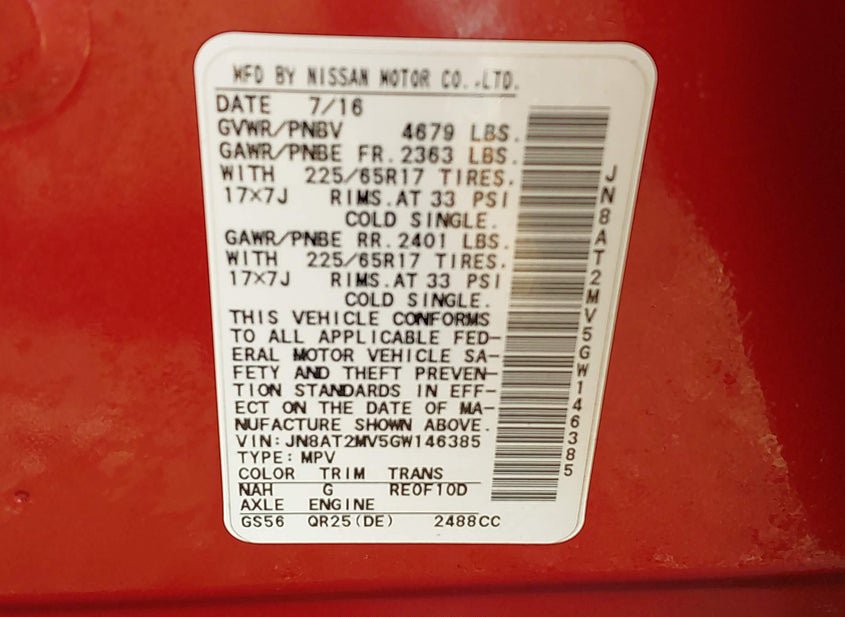 MFD BY NISSAN MOTOR CO.,LTD.
DATE 7/16
GVWR/PNBV 4679 LBS.
GAWR/PNBE FR. 2363 LBS.
WITH 225/65R17 TIRES.
17×7J RIMS.AT 33 PSI
COLD SINGLE.
GAWR/PNBE RR. 2401 LBS.
WITH 225/65R17 TIRES.
17×7J RIMS.AT 33 PSI
COLD SINGLE.
THIS VEHICLE CONFORMS
TO ALL APPLICABLE FED-
ERAL MOTOR VEHICLE SA-
FETY AND THEFT PREVEN-
TION STANDARDS IN EFF-
ECT ON THE DATE OF MA-
NUFACTURE SHOWN ABOVE.
VIN:JN8AT2MV5GW146385
TYPE:MPV
COLOR TRIM TRANS
NAH G RE0F10D
AXLE ENGINE
GS56 QR25(DE) 2488CC
JN8AT2MV5GW146385